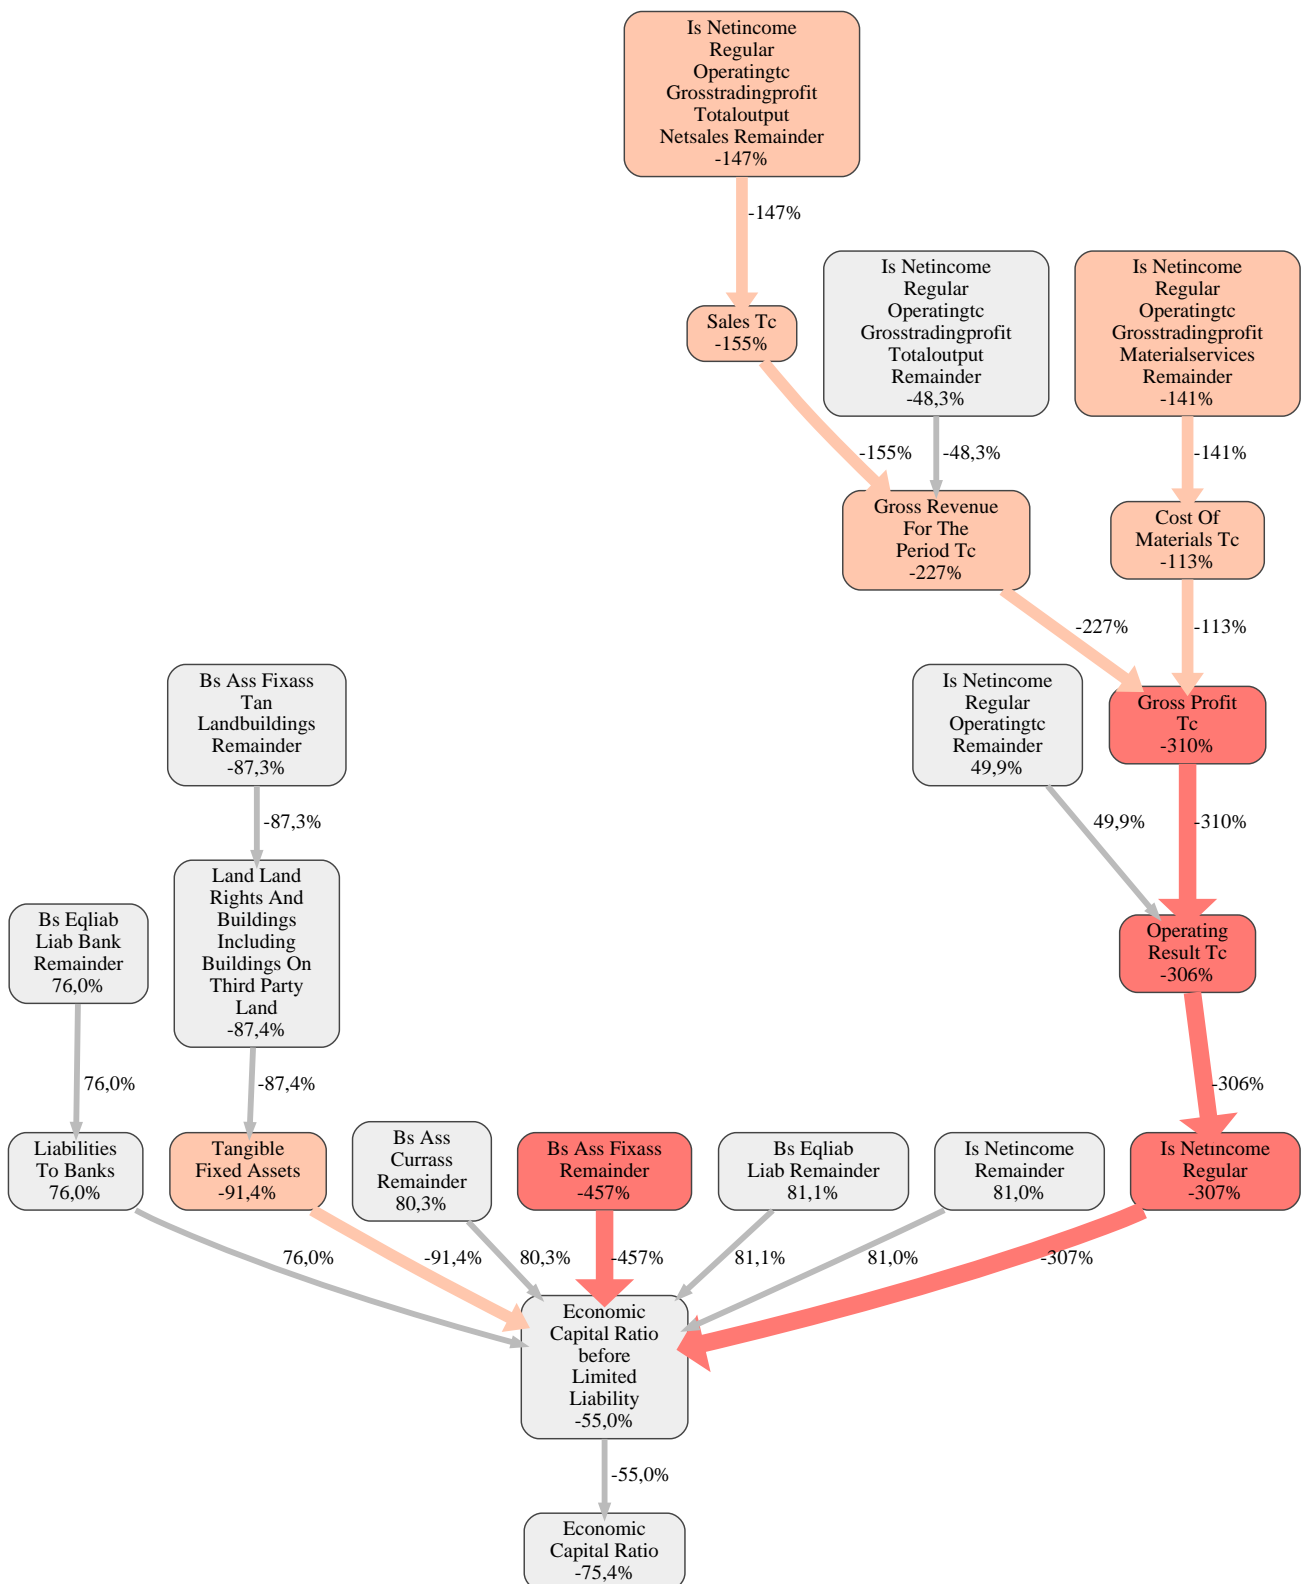 Is Netincome
Regular
Operatingtc
Grosstradingprofit
Totaloutput
Netsales Remainder
-147%
-147%
Is Netincome
Regular
Operatingtc
Grosstradingprofit
Totaloutput
Remainder
-48,3%
Is Netincome
Regular
Operatingtc
Grosstradingprofit
Materialservices
Remainder
-141%
Sales Tc
-155%
-155%
-48,3%
-141%
Gross Revenue
For The
Period Tc
-227%
Cost Of
Materials Tc
-113%
-227%
-113%
Bs Ass Fixass
Tan
Landbuildings
Remainder
-87,3%
Is Netincome
Regular
Operatingtc
Remainder
49,9%
Gross Profit
Tc
-310%
-87,3%
49,9%
-310%
Bs Eqliab
Liab Bank
Remainder
76,0%
Land Land
Rights And
Buildings
Including
Buildings On
Third Party
Land
-87,4%
Operating
Result Tc
-306%
76,0%
-87,4%
-306%
Liabilities
To Banks
76,0%
Tangible
Fixed Assets
-91,4%
Bs Ass
Currass
Remainder
80,3%
Bs Ass Fixass
Remainder
-457%
Bs Eqliab
Liab Remainder
81,1%
Is Netincome
Remainder
81,0%
Is Netincome
Regular
-307%
76,0%
-91,4%
80,3%
-457%
81,1%
81,0%
-307%
Economic
Capital Ratio
before
Limited
Liability
-55,0%
-55,0%
Economic
Capital Ratio
-75,4%